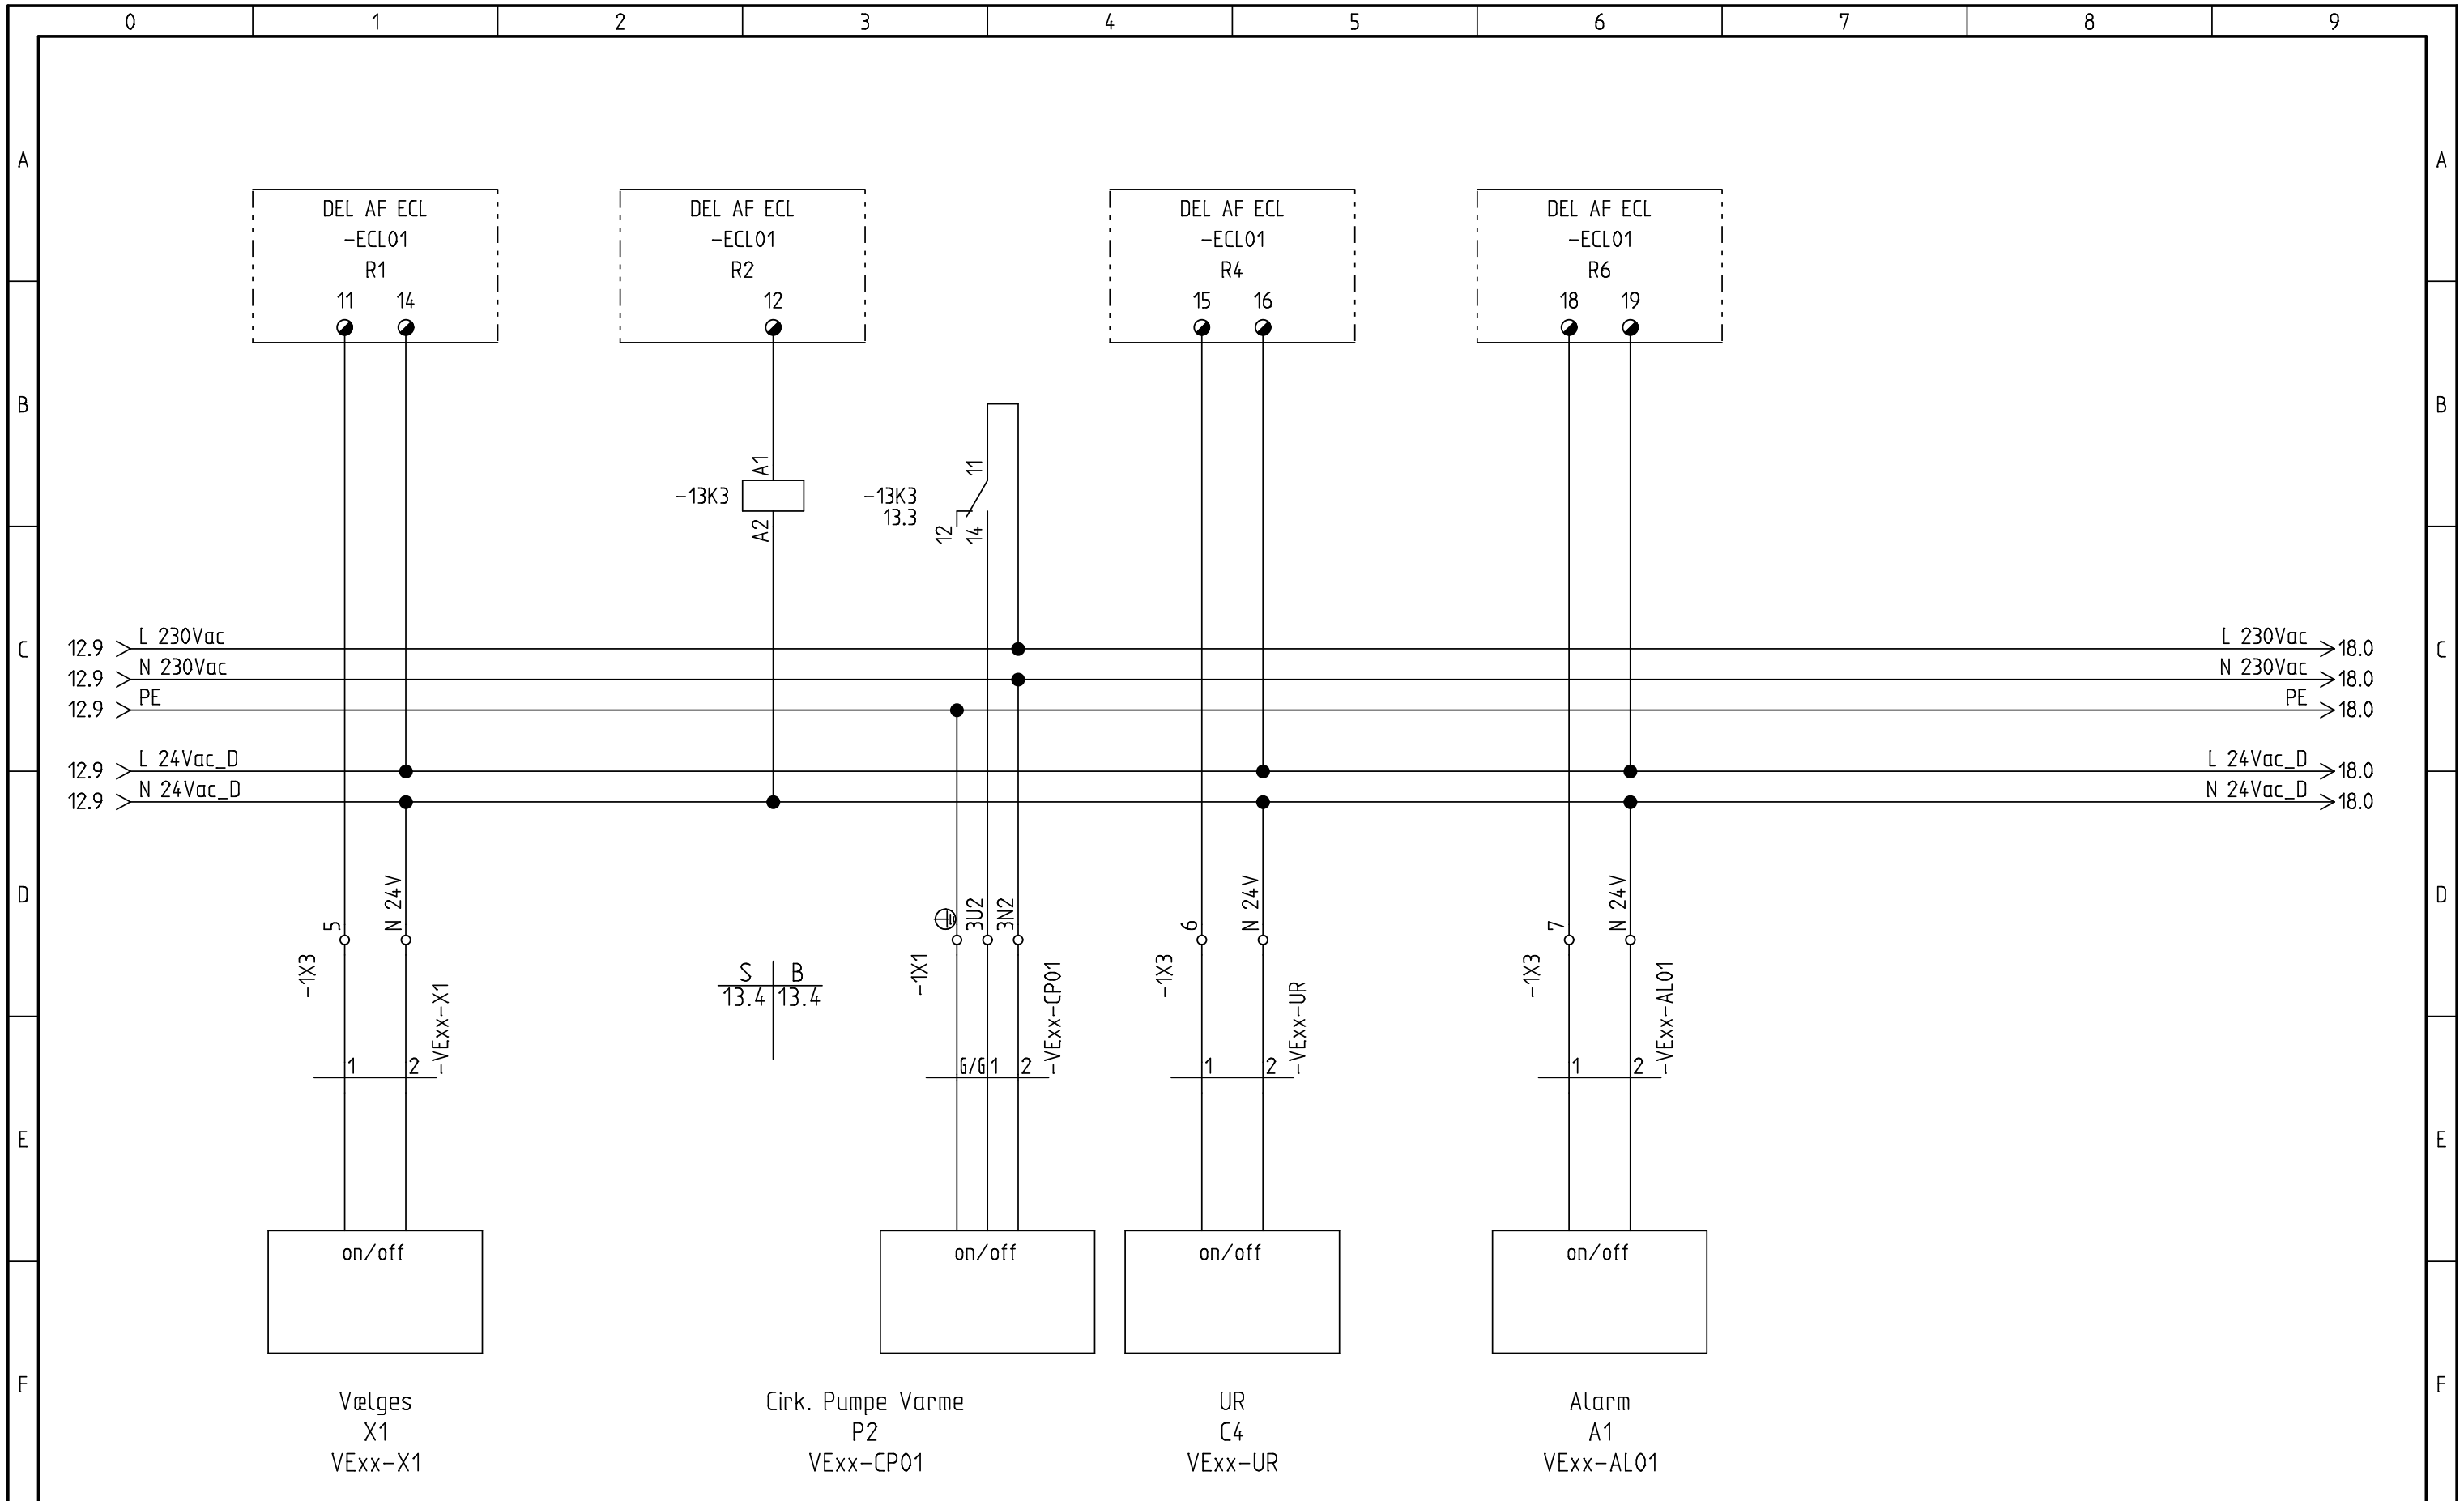 0 1 2 3 4 5 6 7 8 9
A A
DEL AF ECL
-ECL01
R1
11 14
DEL AF ECL
-ECL01
R2
12
DEL AF ECL
-ECL01
R4
15 16
DEL AF ECL
-ECL01
R6
18 19
B B
-13K3
A1
A2
-13K3
13.3
11
12
14
C C
12.9 L 230Vac L 230Vac 18.0
12.9 N 230Vac N 230Vac 18.0
12.9 PE PE 18.0
12.9 L 24Vac_D L 24Vac_D 18.0
12.9 N 24Vac_D N 24Vac_D 18.0
D D
-1X3
5
N 24V
-VExx-X1
1 2
S B
13.4 13.4
-1X1
3U2
3N2
-VExx-CP01
G/G 1 2
-1X3
6
N 24V
-VExx-UR
1 2
-1X3
7
N 24V
-VExx-AL01
1 2
E E
on/off
on/off
on/off
on/off
F F
Vælges
X1
VExx-X1
Cirk. Pumpe Varme
P2
VExx-CP01
UR
C4
VExx-UR
Alarm
A1
VExx-AL01